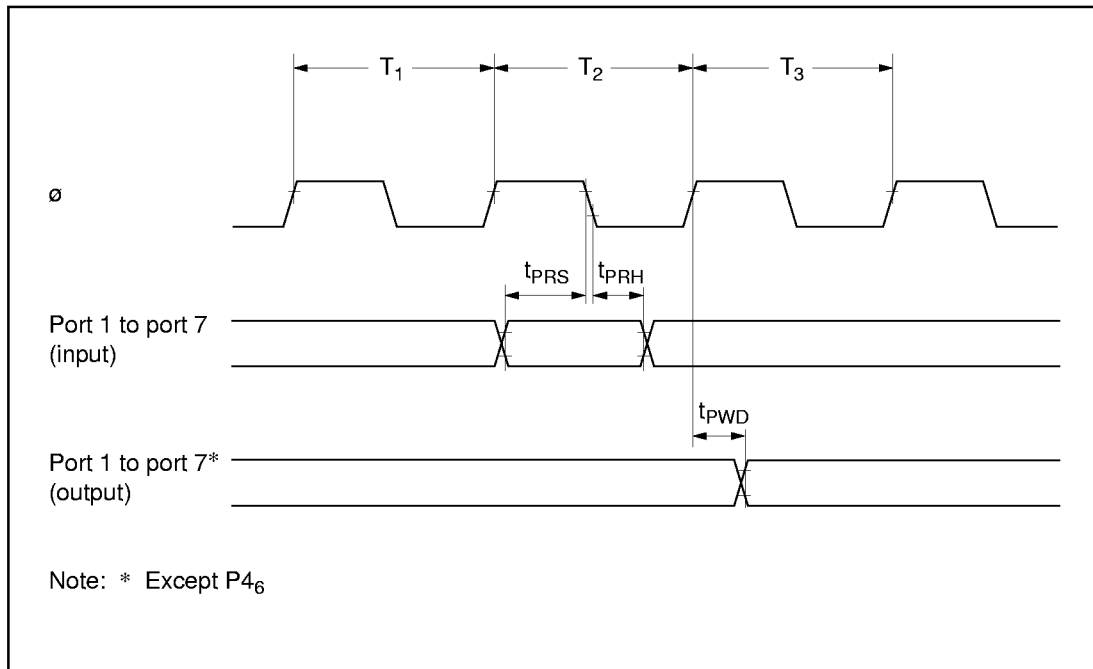 T1 T2 T3
ø
tPRS tPRH
Port 1 to port 7
(input)
tPWD
Port 1 to port 7*
(output)
Note: * Except P46